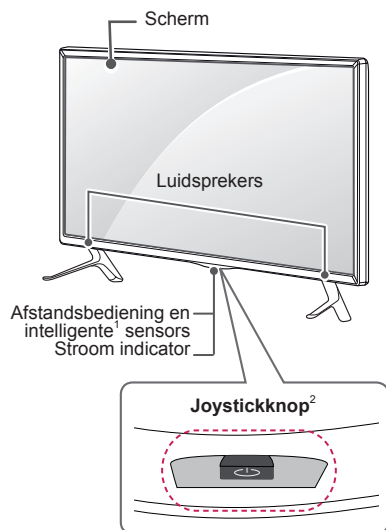 Scherm
Luidsprekers
Afstandsbediening en
intelligente¹ sensors
Stroom indicator
Joystickknop²